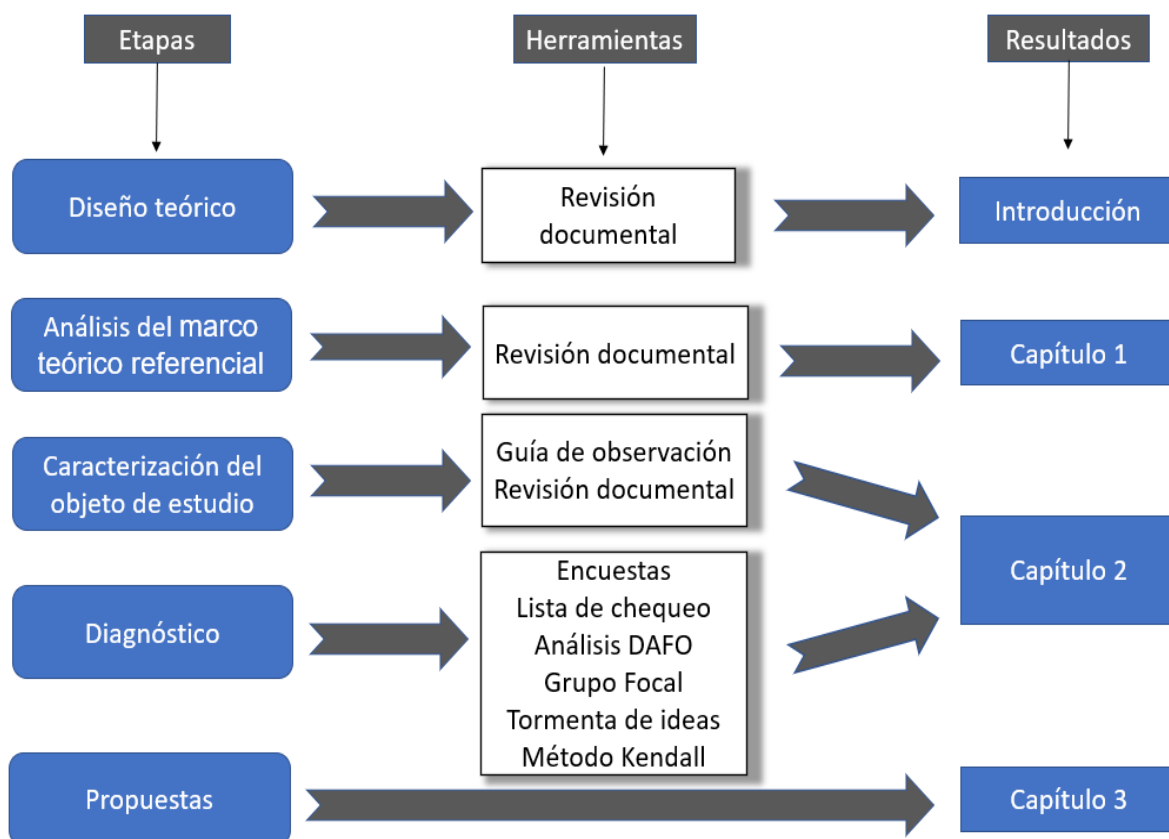 Etapas
Herramientas
Resultados
Diseño teórico
Revisión
documental
Introducción
Análisis del marco
teórico referencial
Revisión documental
Capítulo 1
Caracterización del
objeto de estudio
Guía de observación
Revisión documental
Capítulo 2
Diagnóstico
Encuestas
Lista de chequeo
Análisis DAFO
Grupo Focal
Tormenta de ideas
Método Kendall
Propuestas
Capítulo 3